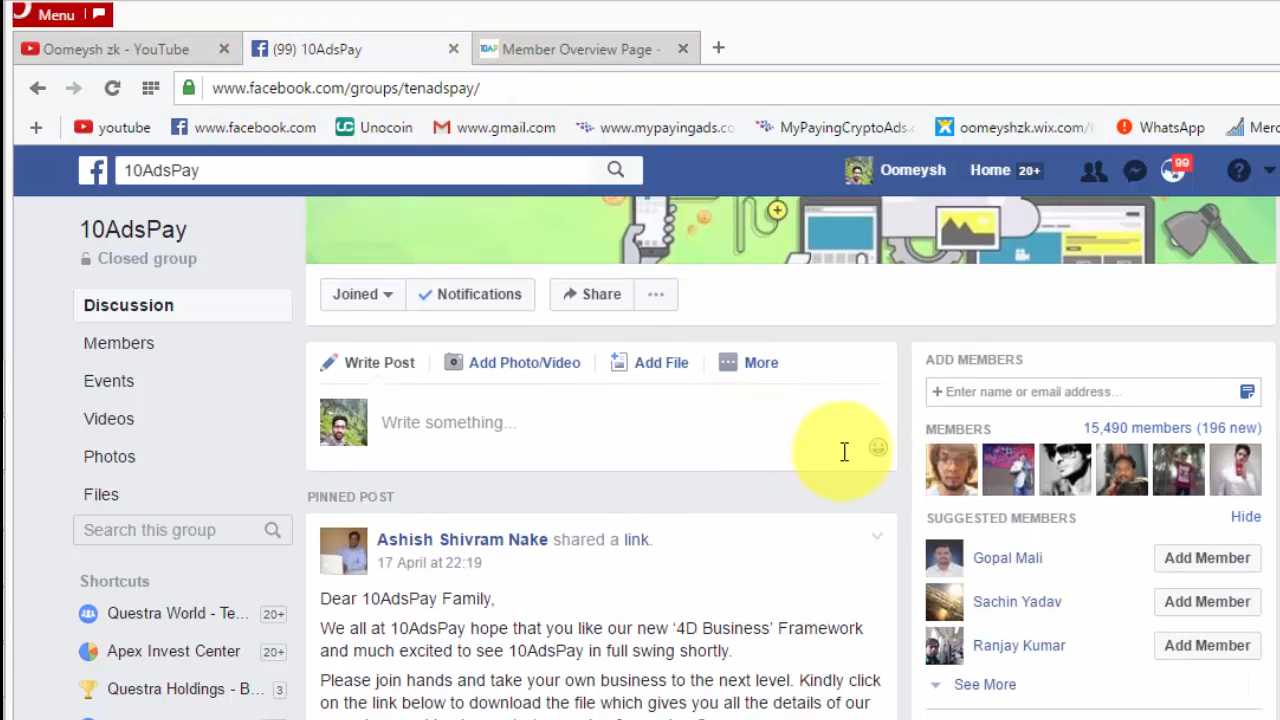 Menu
Oomeysh zk - YouTube
(99) 10AdsPay
10AP Member Overview Page -
www.facebook.com/groups/tenadspay/
youtube
www.facebook.com
UC Unocoin
www.gmail.com
www.mypayingads.cc
MyPayingCryptoAds.
oomeyshzk.wix.com/
WhatsApp
Merc
10AdsPay
Oomeysh
Home 20+
99
10AdsPay
Closed group
Discussion
Members
Events
Videos
Photos
Files
Search this group
Shortcuts
Questra World - Te... 20+
Apex Invest Center 20+
Questra Holdings - B... 3
Joined
Notifications
Share
Write Post
Add Photo/Video
Add File
More
Write something...
PINNED POST
Ashish Shivram Nake shared a link.
17 April at 22:19
Dear 10AdsPay Family,
We all at 10AdsPay hope that you like our new ‘4D Business’ Framework
and much excited to see 10AdsPay in full swing shortly.
Please join hands and take your own business to the next level. Kindly click
on the link below to download the file which gives you all the details of our
ADD MEMBERS
+ Enter name or email address...
MEMBERS
15,490 members (196 new)
SUGGESTED MEMBERS
Hide
Gopal Mali
Add Member
Sachin Yadav
Add Member
Ranjay Kumar
Add Member
See More